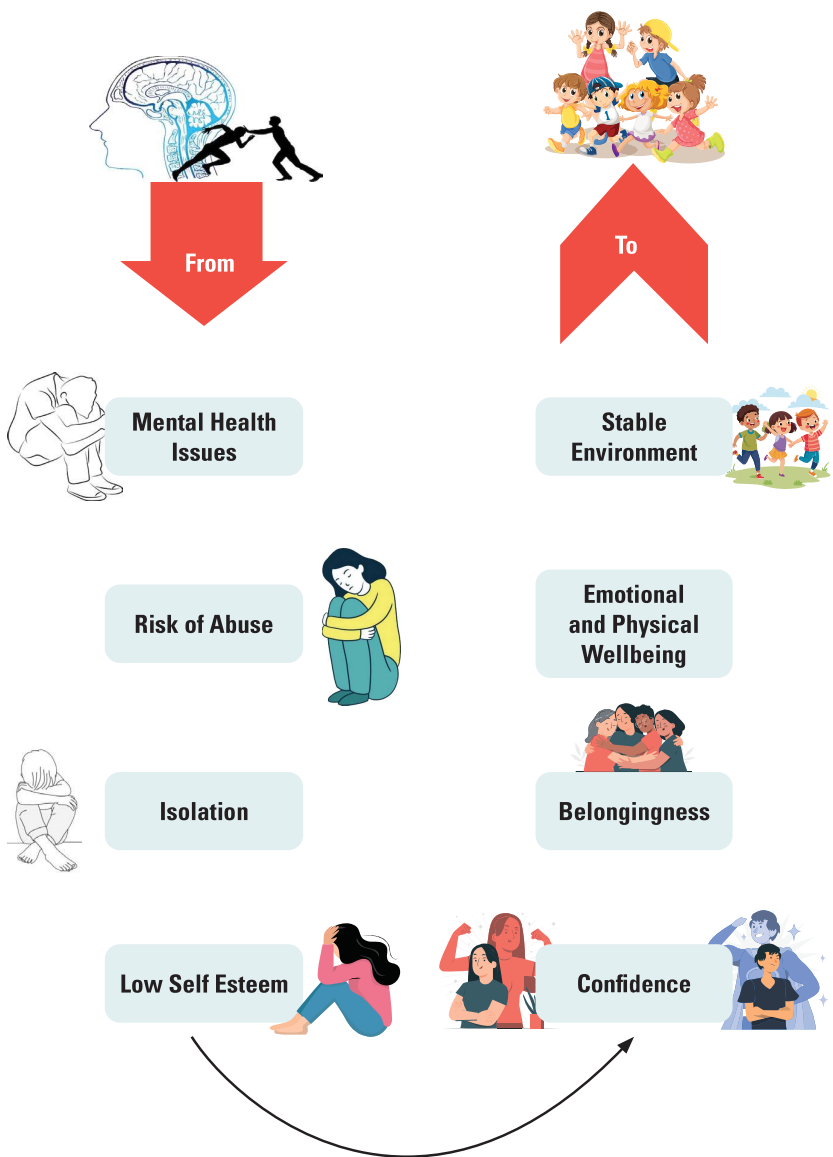 From
To
Mental Health
Issues
Stable
Environment
Risk of Abuse
Emotional
and Physical
Wellbeing
Isolation
Belongingness
Low Self Esteem
Confidence
1